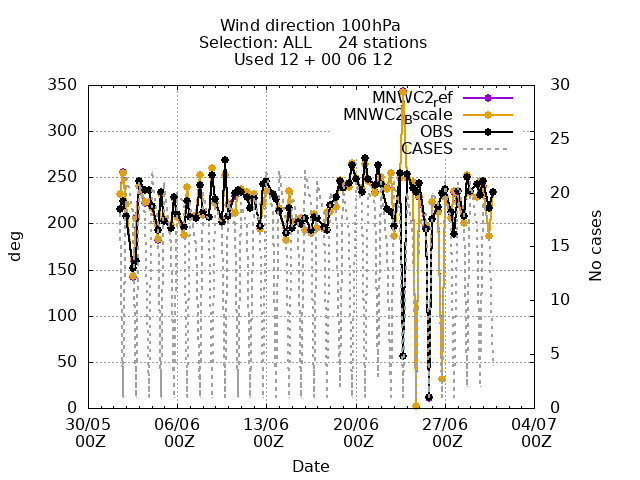 Wind direction 100hPa
Selection: ALL     24 stations
Used 12 + 00 06 12
350
300
250
200
150
100
50
0
deg
30
25
20
15
10
5
0
No cases
MNWC2ref
MNWC2Bscale
OBS
CASES
30/05 06/06 13/06 20/06 27/06 04/07
00Z 00Z 00Z 00Z 00Z 00Z
Date